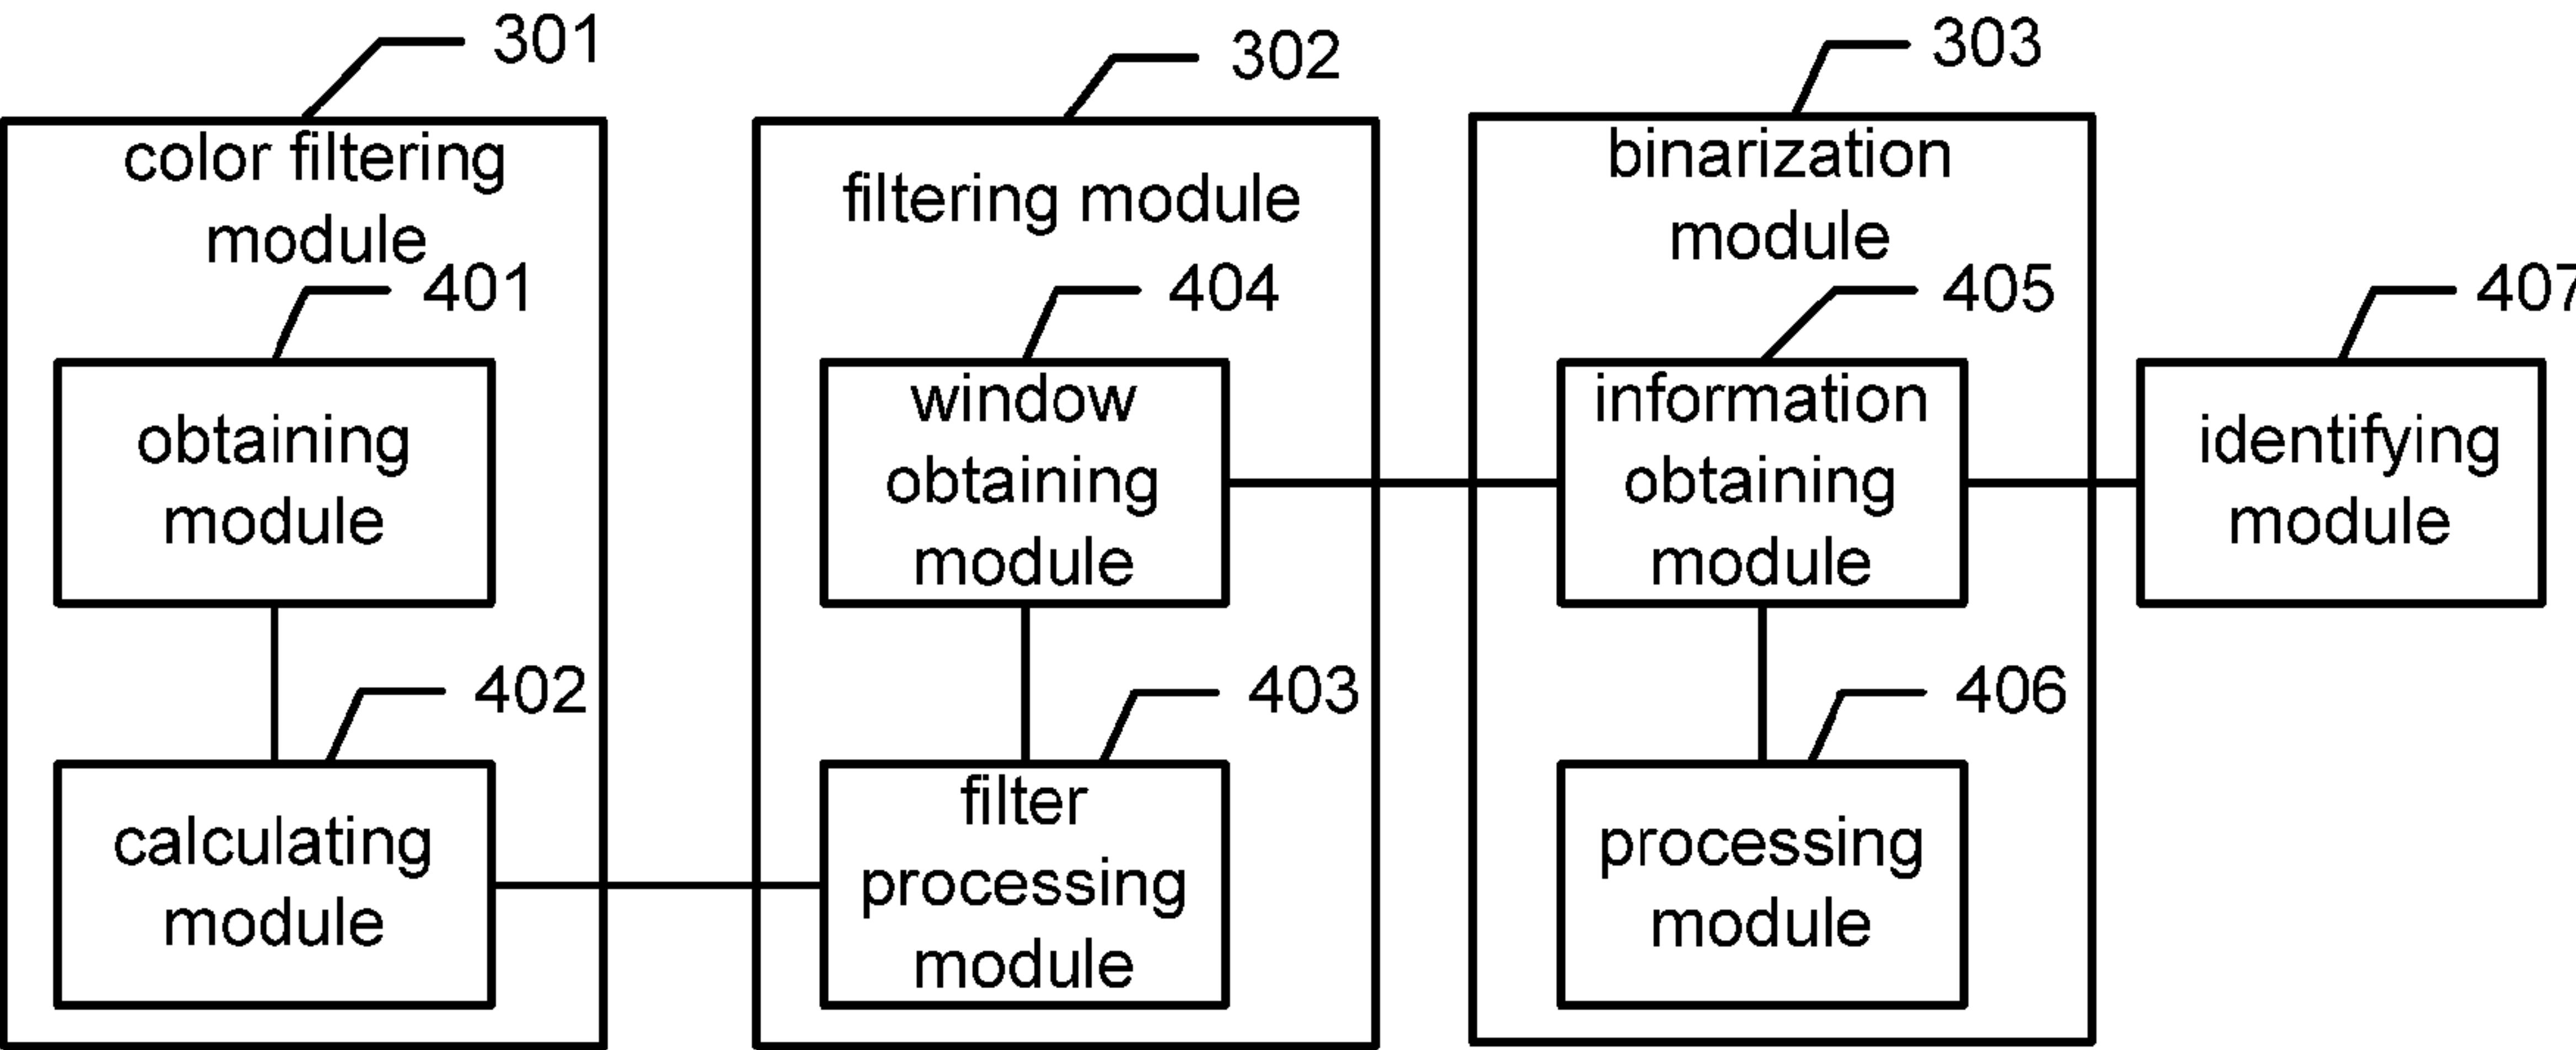 301
color filtering
module
401
obtaining
module
402
calculating
module
302
filtering module
404
window
obtaining
module
403
filter
processing
module
303
binarization
module
405
information
obtaining
module
406
processing
module
407
identifying
module